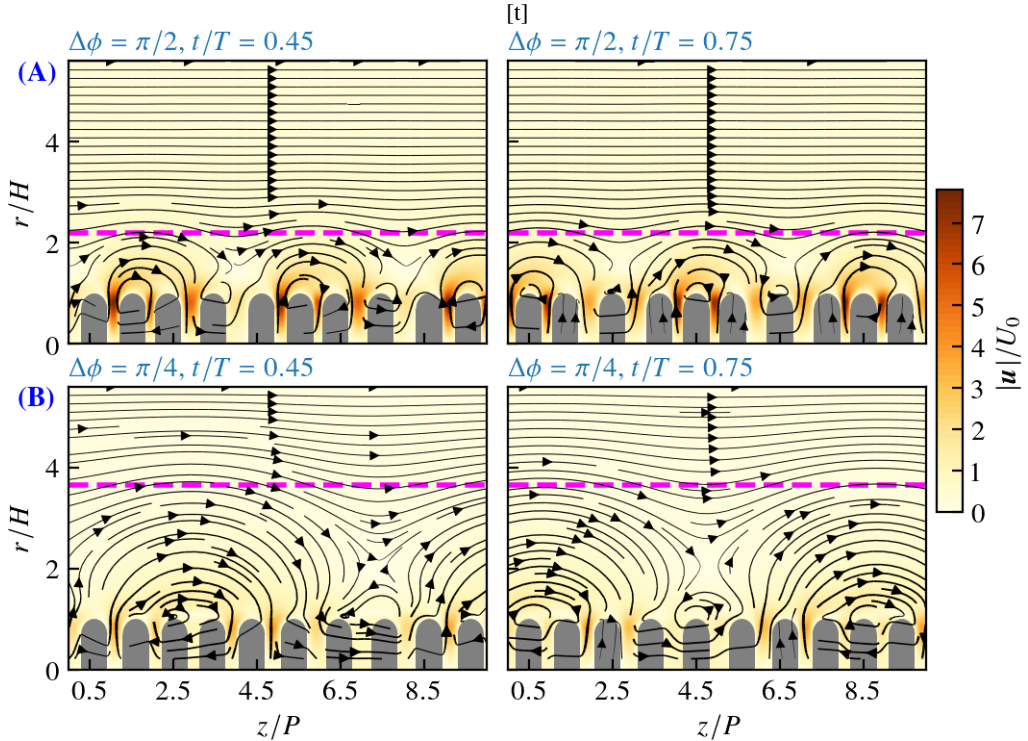 [t]
Δϕ = π/2, t/T = 0.45
Δϕ = π/2, t/T = 0.75
(A)
4
2
0
r/H
Δϕ = π/4, t/T = 0.45
Δϕ = π/4, t/T = 0.75
(B)
4
2
0
r/H
0.5 2.5 4.5 6.5 8.5
0.5 2.5 4.5 6.5 8.5
z/P
z/P
7
6
5
4
3
2
1
0
|u|/U₀